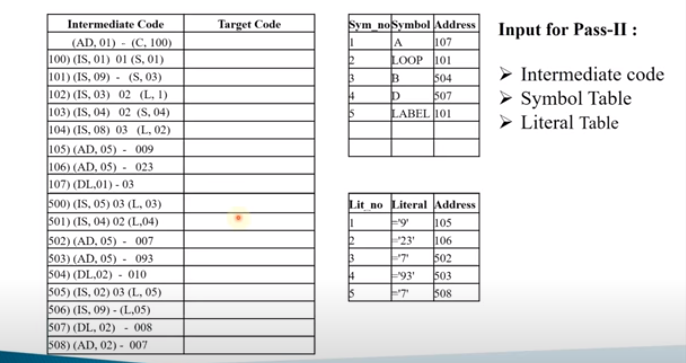 Intermediate Code Target Code
(AD, 01) - (C, 100)
100) (IS, 01) 01 (S, 01)
101) (IS, 09) - (S, 03)
102) (IS, 03) 02 (L, 1)
103) (IS, 04) 02 (S, 04)
104) (IS, 08) 03 (L, 02)
105) (AD, 05) - 009
106) (AD, 05) - 023
107) (DL,01) - 03
500) (IS, 05) 03 (L, 03)
501) (IS, 04) 02 (L,04)
502) (AD, 05) - 007
503) (AD, 05) - 093
504) (DL,02) - 010
505) (IS, 02) 03 (L, 05)
506) (IS, 09) - (L,05)
507) (DL, 02) - 008
508) (AD, 02) - 007
Sym_no Symbol Address
1 A 107
2 LOOP 101
3 B 504
4 D 507
5 LABEL 101
Lit_no Literal Address
1 ='9' 105
2 ='23' 106
3 ='7' 502
4 ='93' 503
5 ='7' 508
Input for Pass-II :
➢ Intermediate code
➢ Symbol Table
➢ Literal Table